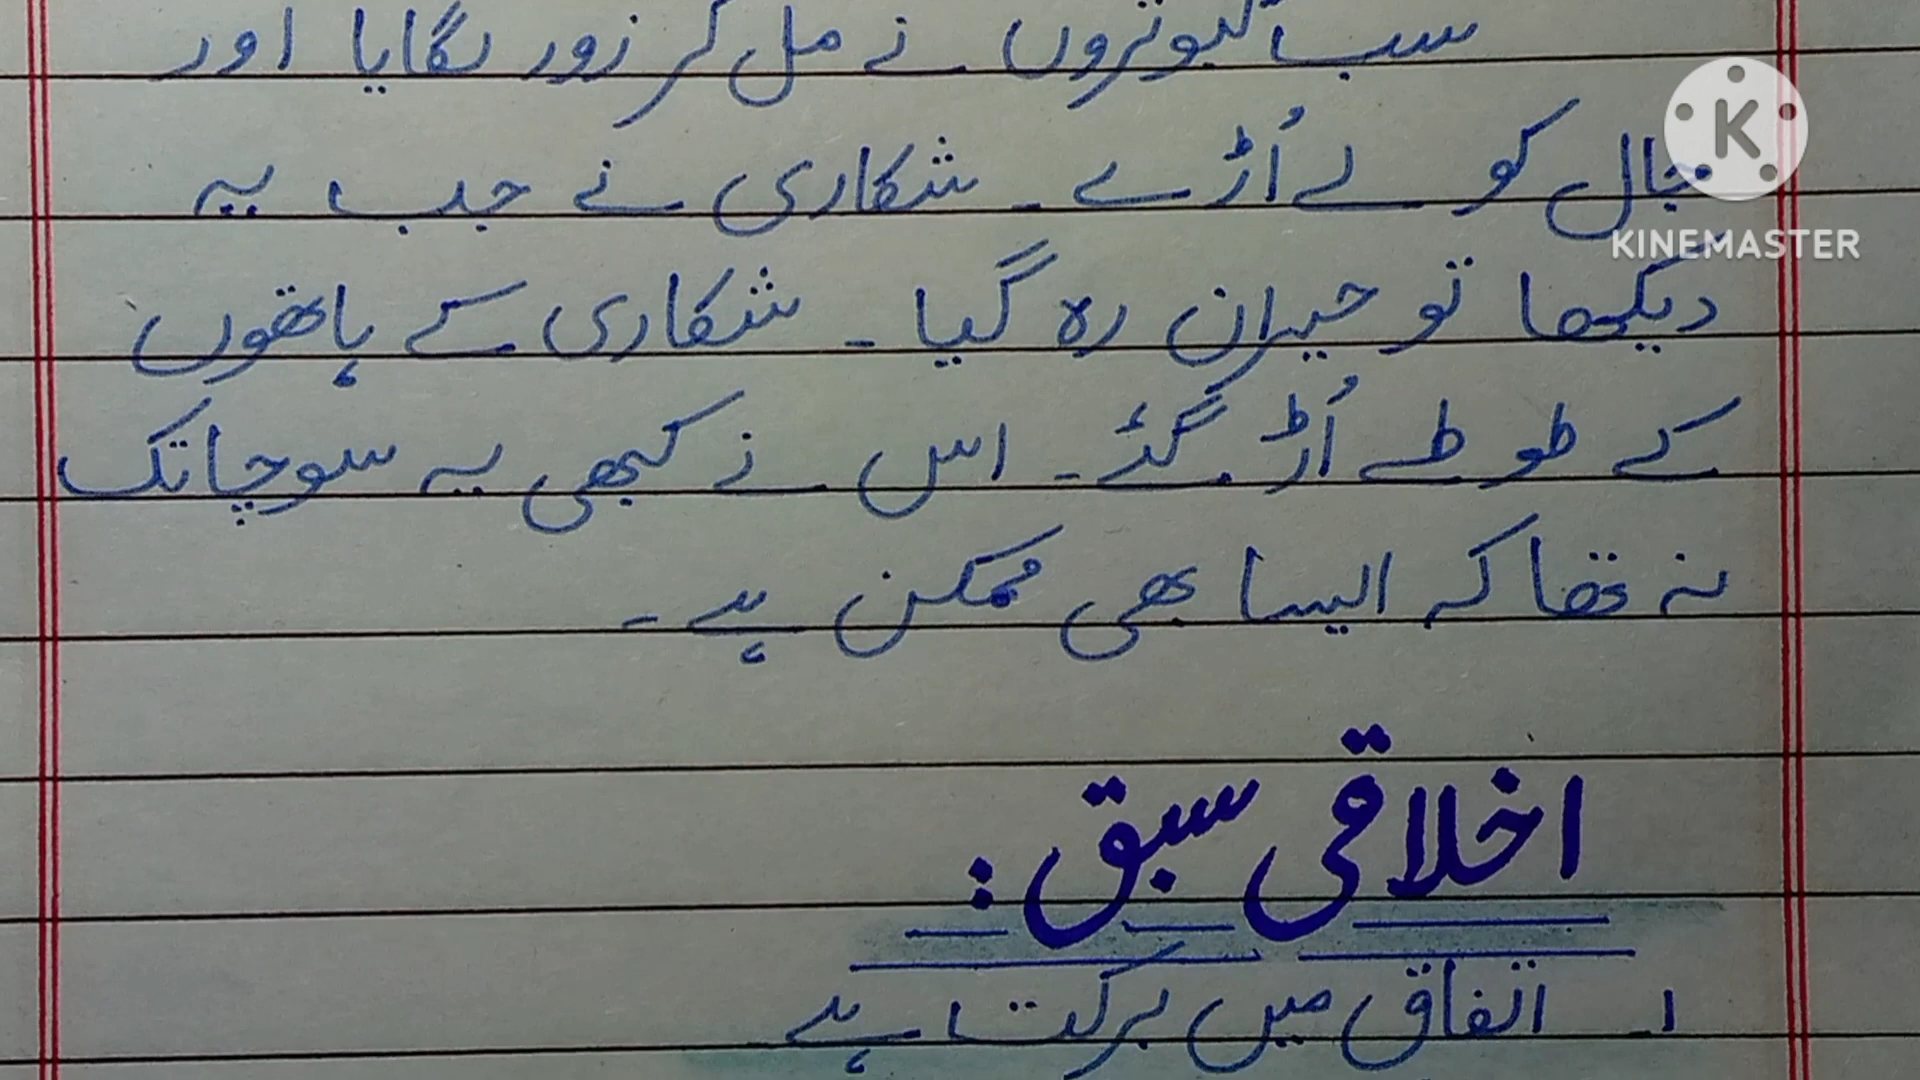 سب کبوتروں نے مل کر زور لگایا اور
جال کو لے اُڑے۔ شکاری نے جب یہ
KINEMASTER
دیکھا تو حیران رہ گیا۔ شکاری کے ہاتھوں
کے طوطے اُڑ گئے۔ اس نے کبھی یہ سوچا تک
نہ تھا کہ ایسا بھی ممکن ہے۔
اخلاقی سبق:
۱۔ اتفاق میں برکت ہے